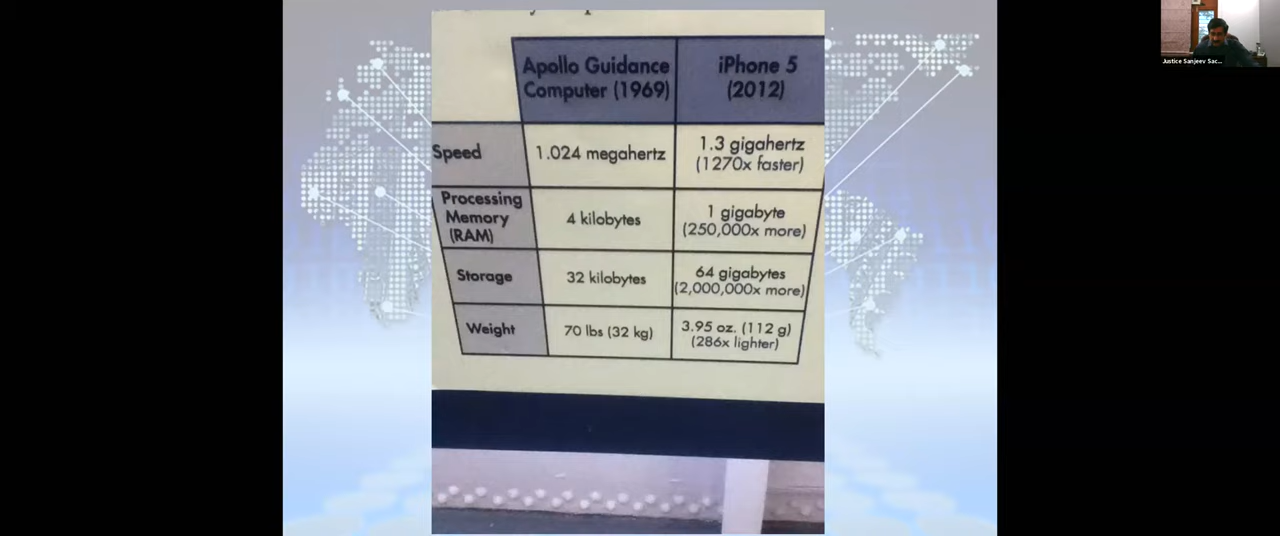 Apollo Guidance
Computer (1969)
iPhone 5
(2012)
Speed
1.024 megahertz
1.3 gigahertz
(1270x faster)
Processing
Memory
(RAM)
4 kilobytes
1 gigabyte
(250,000x more)
Storage
32 kilobytes
64 gigabytes
(2,000,000x more)
Weight
70 lbs (32 kg)
3.95 oz. (112 g)
(286x lighter)
Justice Sanjeev Sac...